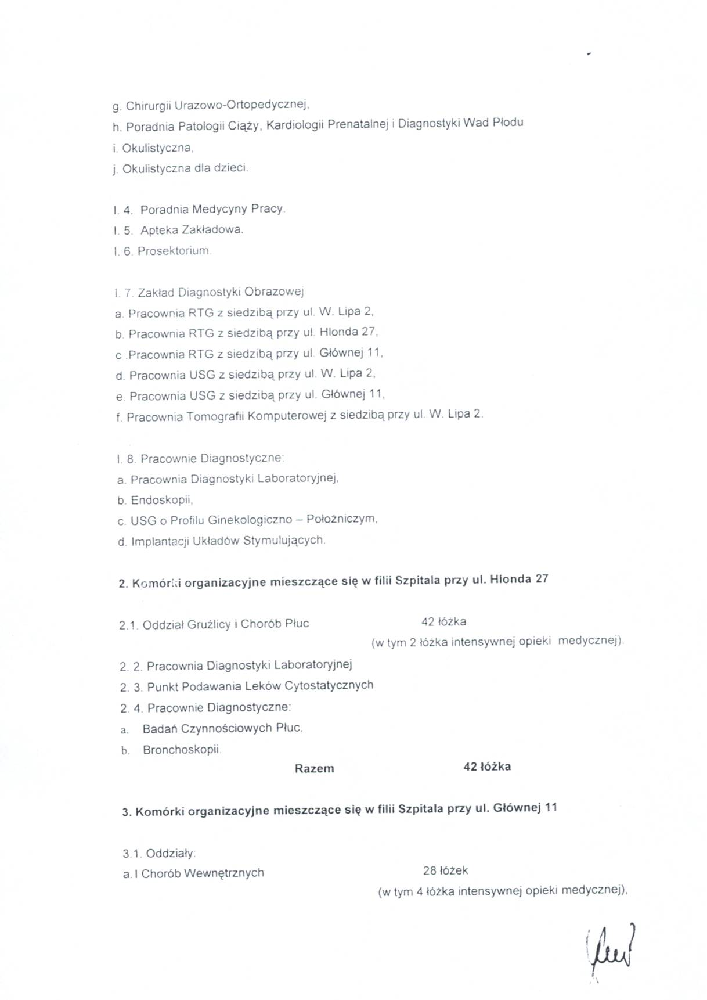 g. Chirurgii Urazowo-Ortopedycznej,
h. Poradnia Patologii Ciąży, Kardiologii Prenatalnej i Diagnostyki Wad Płodu
i. Okulistyczna,
j. Okulistyczna dla dzieci.
I. 4. Poradnia Medycyny Pracy.
I. 5. Apteka Zakładowa.
I. 6. Prosektorium.
I. 7. Zakład Diagnostyki Obrazowej
a. Pracownia RTG z siedzibą przy ul. W. Lipa 2,
b. Pracownia RTG z siedzibą przy ul. Hlonda 27,
c .Pracownia RTG z siedzibą przy ul. Głównej 11,
d. Pracownia USG z siedzibą przy ul. W. Lipa 2,
e. Pracownia USG z siedzibą przy ul. Głównej 11,
f. Pracownia Tomografii Komputerowej z siedzibą przy ul. W. Lipa 2.
I. 8. Pracownie Diagnostyczne:
a. Pracownia Diagnostyki Laboratoryjnej,
b. Endoskopii,
c. USG o Profilu Ginekologiczno – Położniczym,
d. Implantacji Układów Stymulujących.
2. Komórki organizacyjne mieszczące się w filii Szpitala przy ul. Hlonda 27
2.1. Oddział Gruźlicy i Chorób Płuc 42 łóżka
(w tym 2 łóżka intensywnej opieki medycznej).
2. 2. Pracownia Diagnostyki Laboratoryjnej
2. 3. Punkt Podawania Leków Cytostatycznych
2. 4. Pracownie Diagnostyczne:
a. Badań Czynnościowych Płuc.
b. Bronchoskopii.
Razem 42 łóżka
3. Komórki organizacyjne mieszczące się w filii Szpitala przy ul. Głównej 11
3.1. Oddziały:
a. I Chorób Wewnętrznych 28 łóżek
(w tym 4 łóżka intensywnej opieki medycznej),